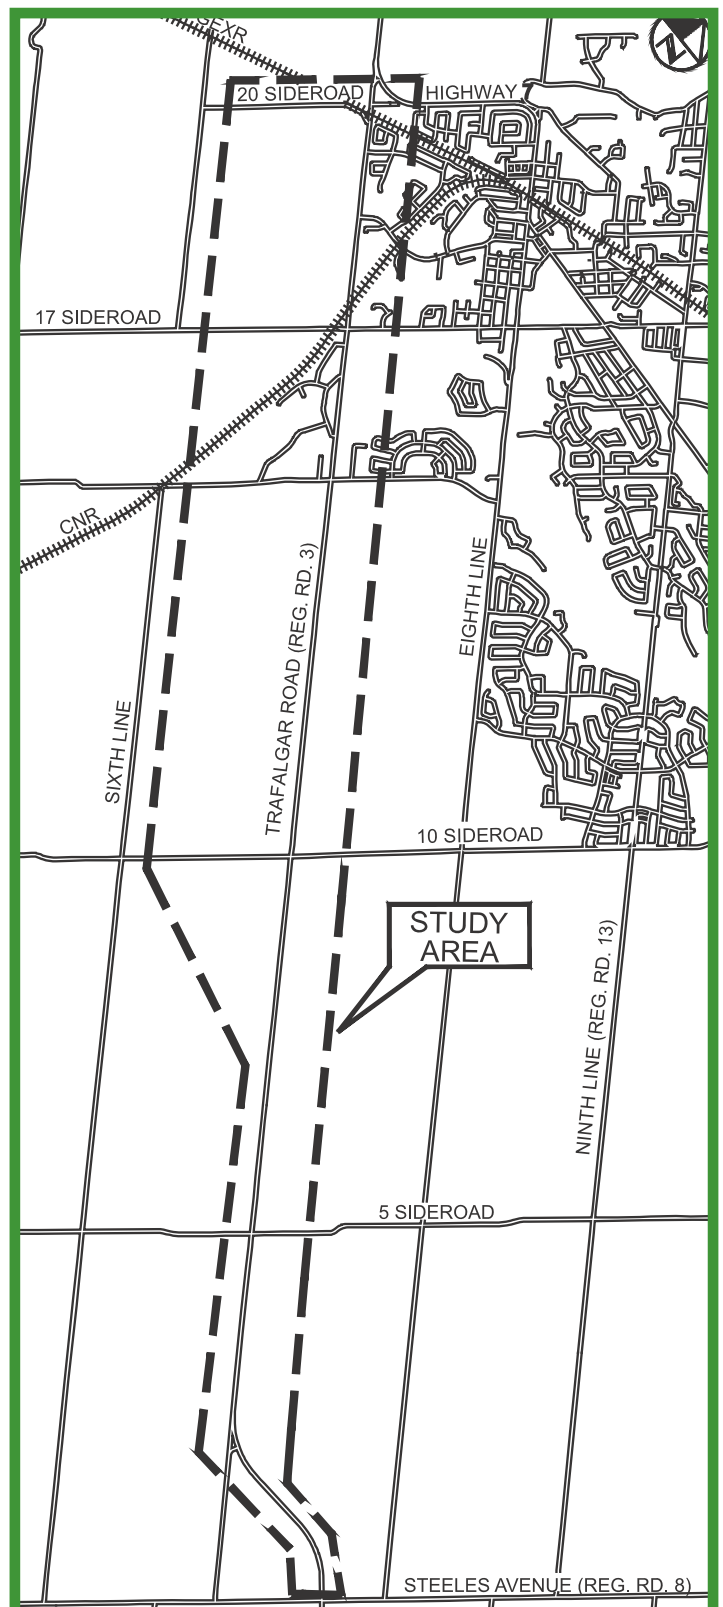 GEXR
20 SIDEROAD
HIGHWAY
17 SIDEROAD
CNR
TRAFALGAR ROAD (REG. RD. 3)
EIGHTH LINE
SIXTH LINE
10 SIDEROAD
STUDY
AREA
NINTH LINE (REG. RD. 13)
5 SIDEROAD
STEELES AVENUE (REG. RD. 8)